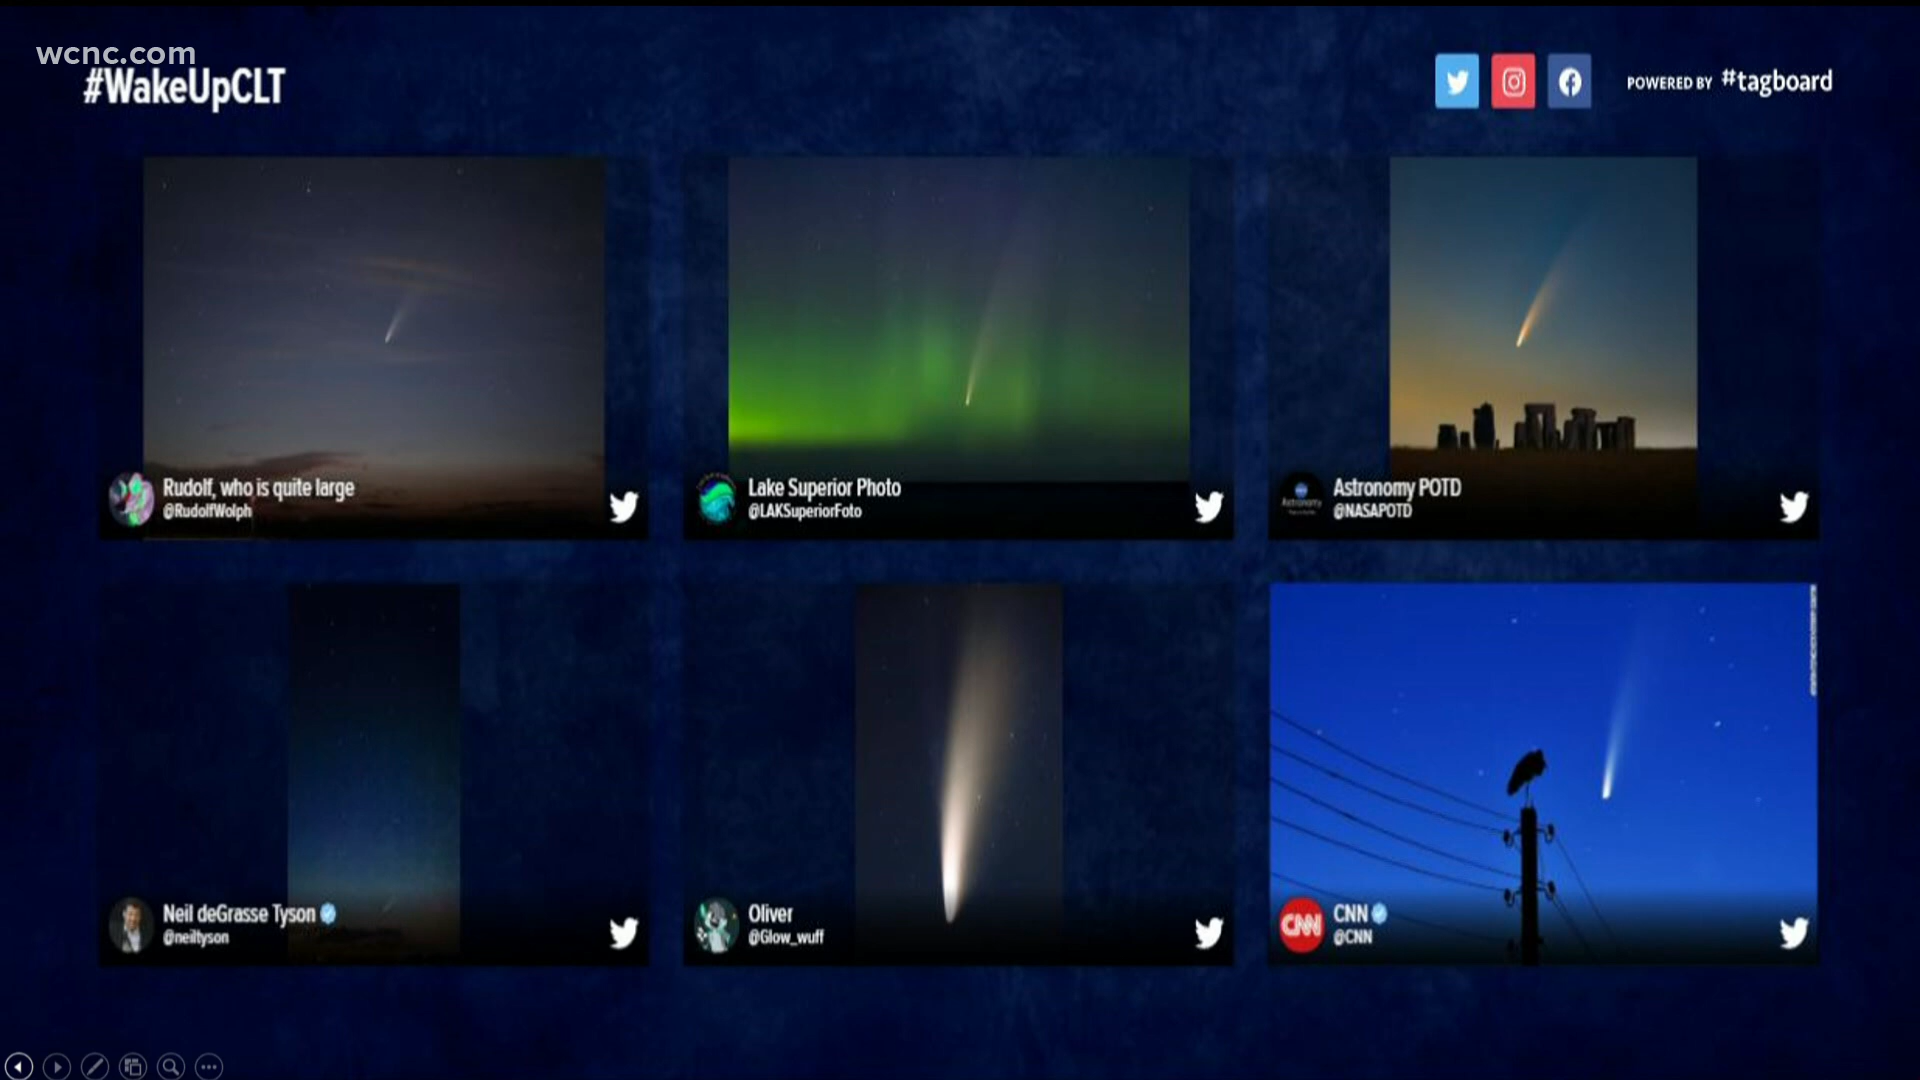 wcnc.com
#WakeUpCLT
POWERED BY #tagboard
Rudolf, who is quite large
@RudolfWolph
Lake Superior Photo
@LAKSuperiorFoto
Astronomy
Astronomy POTD
@NASAPOTD
Neil deGrasse Tyson
@neiltyson
Oliver
@Glow_wuff
CNN
CNN
@CNN